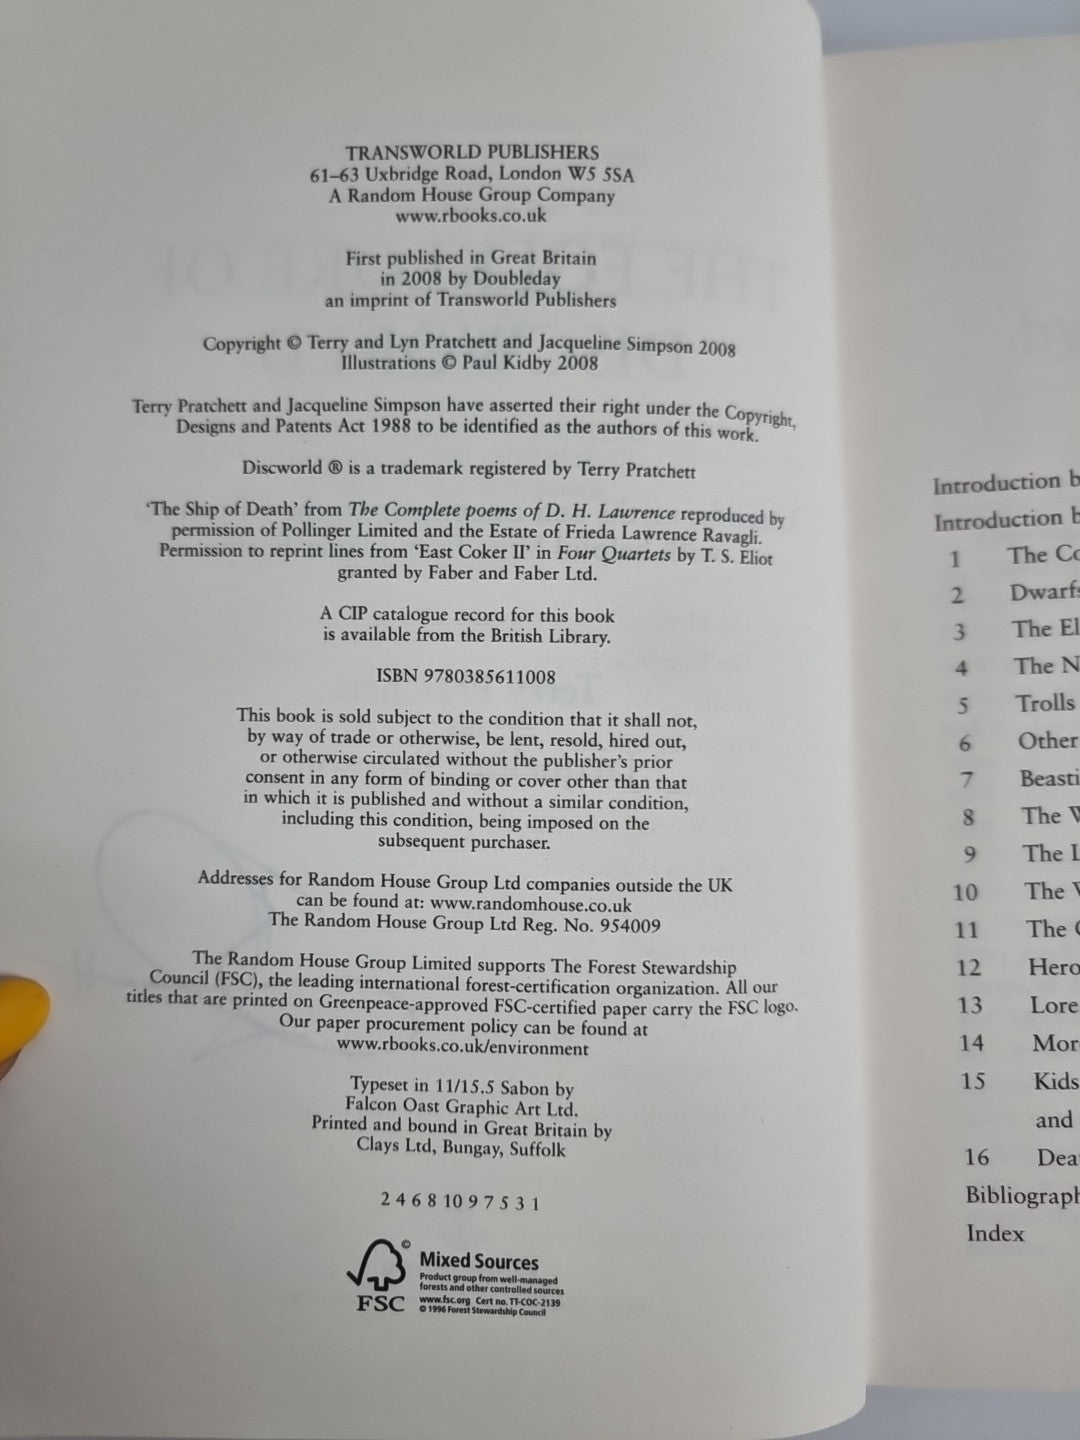 TRANSWORLD PUBLISHERS
61–63 Uxbridge Road, London W5 5SA
A Random House Group Company
www.rbooks.co.uk
First published in Great Britain
in 2008 by Doubleday
an imprint of Transworld Publishers
Copyright © Terry and Lyn Pratchett and Jacqueline Simpson 2008
Illustrations © Paul Kidby 2008
Terry Pratchett and Jacqueline Simpson have asserted their right under the Copyright,
Designs and Patents Act 1988 to be identified as the authors of this work.
Discworld ® is a trademark registered by Terry Pratchett
‘The Ship of Death’ from The Complete poems of D. H. Lawrence reproduced by
permission of Pollinger Limited and the Estate of Frieda Lawrence Ravagli.
Permission to reprint lines from ‘East Coker II’ in Four Quartets by T. S. Eliot
granted by Faber and Faber Ltd.
A CIP catalogue record for this book
is available from the British Library.
ISBN 9780385611008
This book is sold subject to the condition that it shall not,
by way of trade or otherwise, be lent, resold, hired out,
or otherwise circulated without the publisher’s prior
consent in any form of binding or cover other than that
in which it is published and without a similar condition,
including this condition, being imposed on the
subsequent purchaser.
Addresses for Random House Group Ltd companies outside the UK
can be found at: www.randomhouse.co.uk
The Random House Group Ltd Reg. No. 954009
The Random House Group Limited supports The Forest Stewardship
Council (FSC), the leading international forest-certification organization. All our
titles that are printed on Greenpeace-approved FSC-certified paper carry the FSC logo.
Our paper procurement policy can be found at
www.rbooks.co.uk/environment
Typeset in 11/15.5 Sabon by
Falcon Oast Graphic Art Ltd.
Printed and bound in Great Britain by
Clays Ltd, Bungay, Suffolk
2 4 6 8 10 9 7 5 3 1
©
FSC
Mixed Sources
Product group from well-managed
forests and other controlled sources
www.fsc.org Cert no. TT-COC-2139
© 1996 Forest Stewardship Council
Introduction b
Introduction b
1 The Co
2 Dwarfs
3 The El
4 The N
5 Trolls
6 Other
7 Beasti
8 The W
9 The L
10 The
11 The
12 Hero
13 Lore
14 Mor
15 Kids
and
16 Dea
Bibliograph
Index